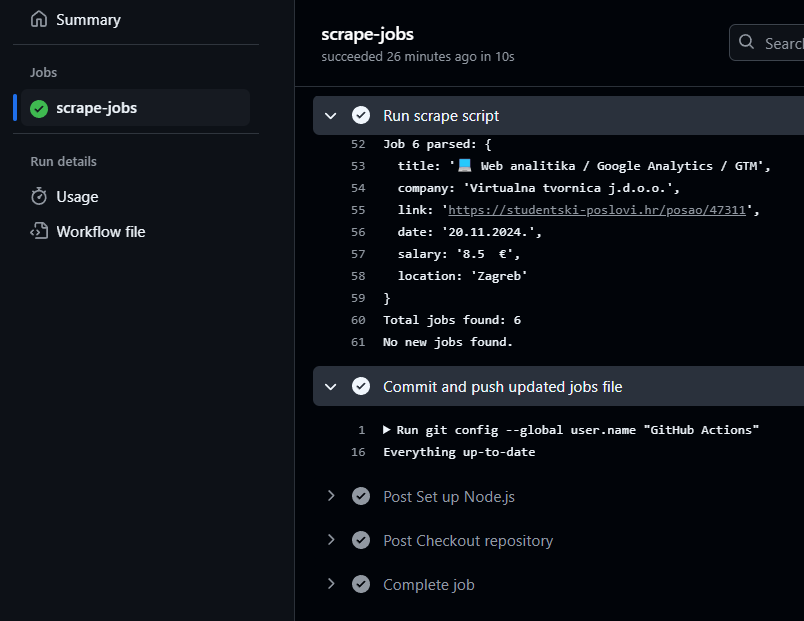 Summary
Jobs
scrape-jobs
Run details
Usage
Workflow file
scrape-jobs
succeeded 26 minutes ago in 10s
Search
Run scrape script
52 Job 6 parsed: {
53 title: '💻 Web analitika / Google Analytics / GTM',
54 company: 'Virtualna tvornica j.d.o.o.',
55 link: 'https://studentski-poslovi.hr/posao/47311',
56 date: '20.11.2024.',
57 salary: '8.5  €',
58 location: 'Zagreb'
59 }
60 Total jobs found: 6
61 No new jobs found.
Commit and push updated jobs file
1 ▶ Run git config --global user.name "GitHub Actions"
16 Everything up-to-date
Post Set up Node.js
Post Checkout repository
Complete job